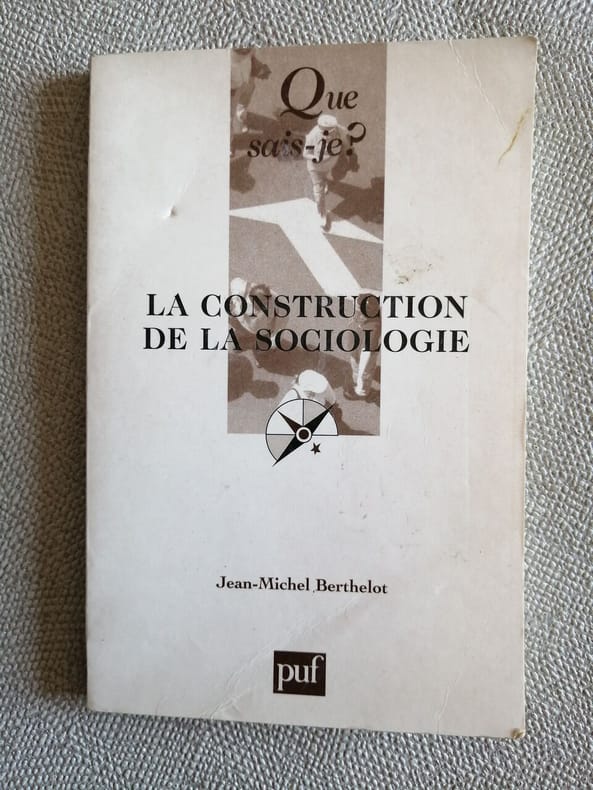 Que
sais-je?
LA CONSTRUCTION
DE LA SOCIOLOGIE
Jean-Michel Berthelot
puf